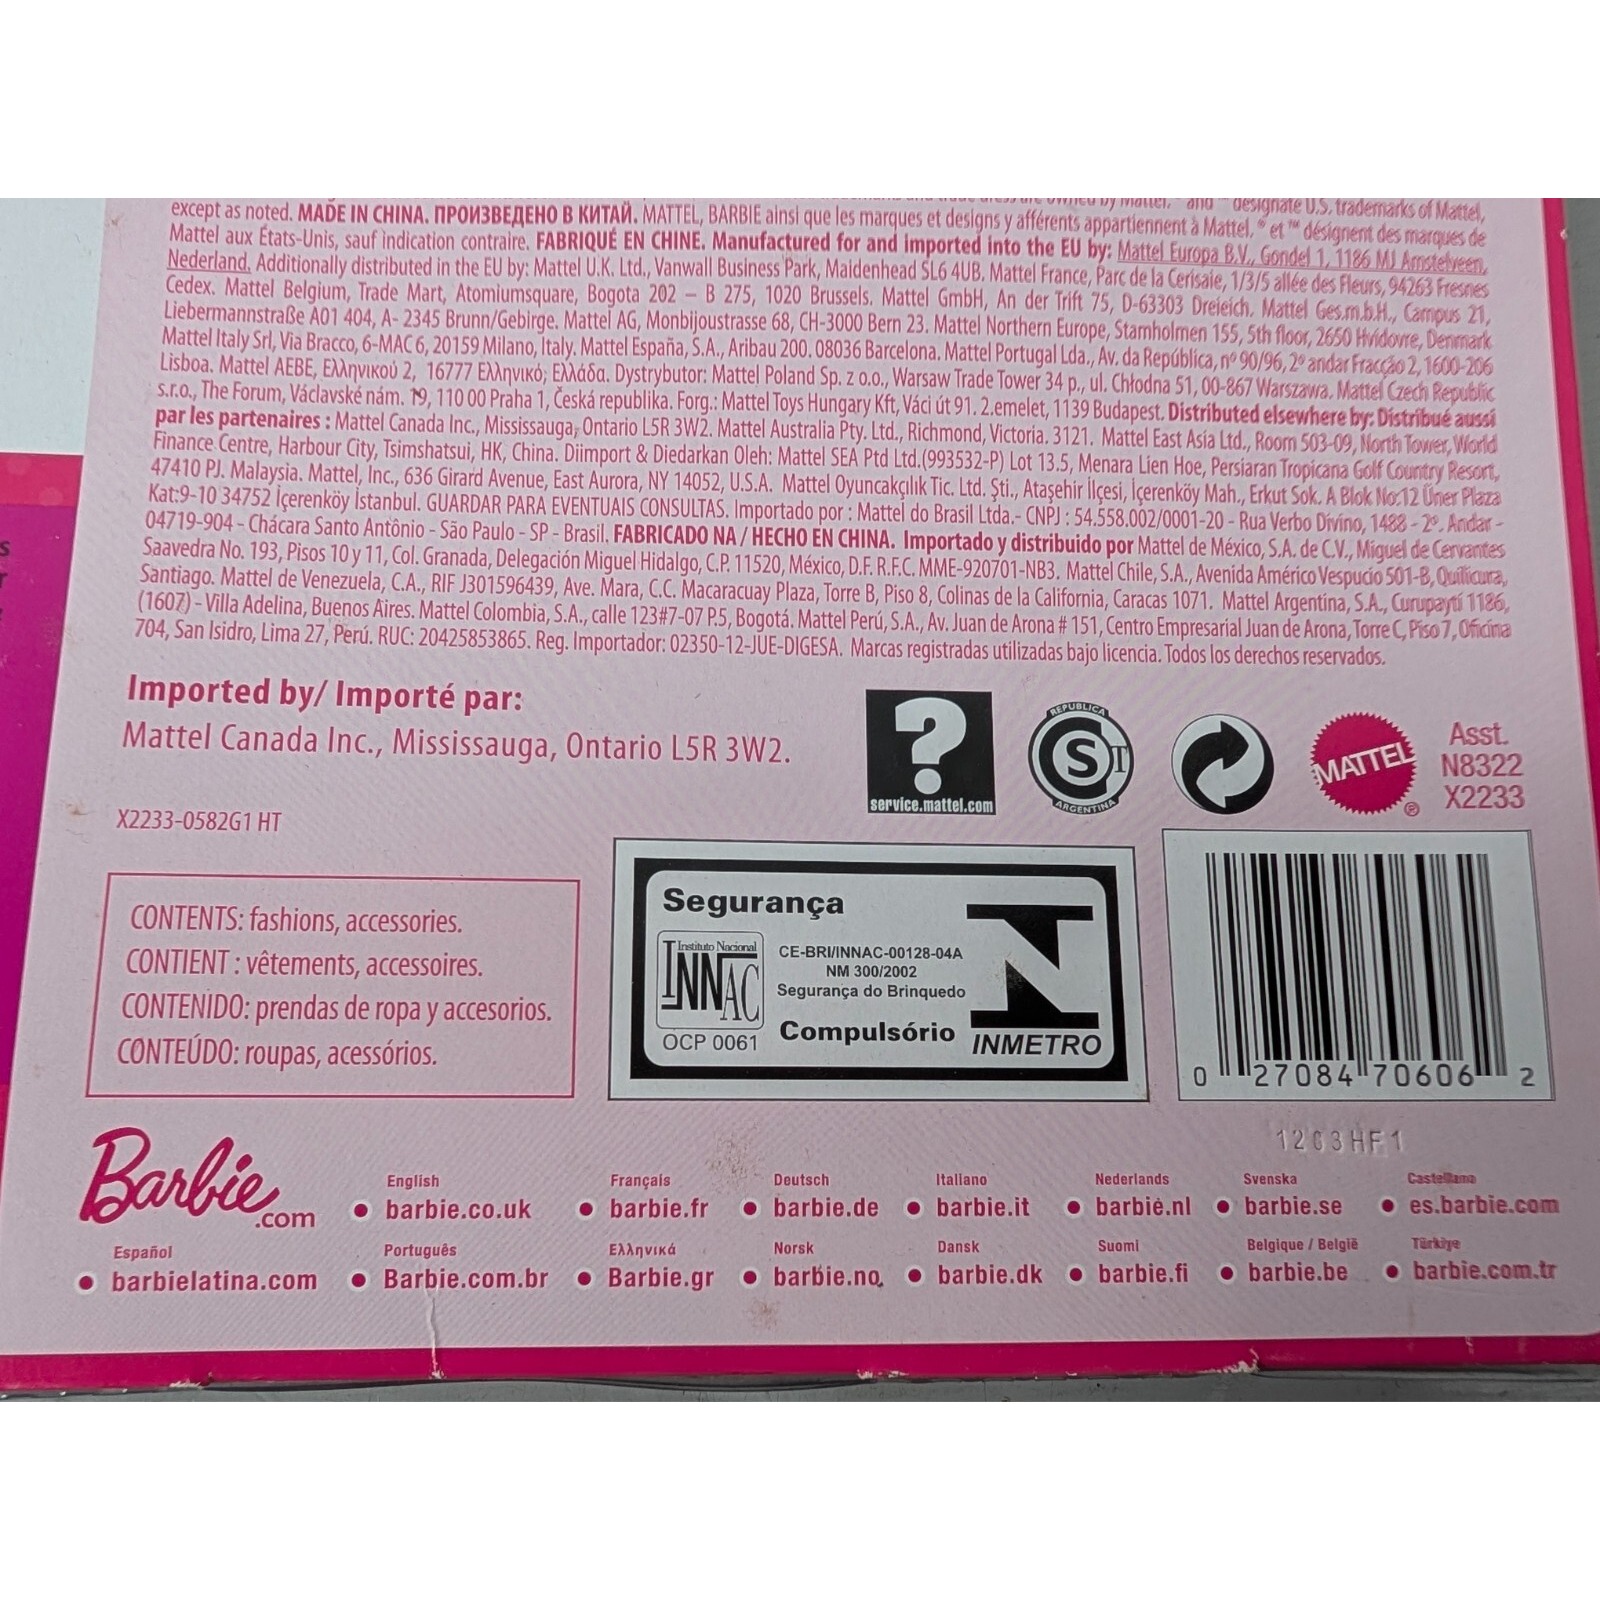 designate U.S. trademarks of Mattel,
except as noted. MADE IN CHINA. ПРОИЗВЕДЕНО В КИТАЙ. MATTEL, BARBIE ainsi que les marques et designs y afférents appartiennent à Mattel, ® et ™ désignent des marques de
Mattel aux États-Unis, sauf indication contraire. FABRIQUÉ EN CHINE. Manufactured for and imported into the EU by: Mattel Europa B.V., Gondel 1, 1186 MJ Amstelveen,
Nederland. Additionally distributed in the EU by: Mattel U.K. Ltd., Vanwall Business Park, Maidenhead SL6 4UB. Mattel France, Parc de la Cerisaie, 1/3/5 allée des Fleurs, 94263 Fresnes
Cedex. Mattel Belgium, Trade Mart, Atomiumsquare, Bogota 202 – B 275, 1020 Brussels. Mattel GmbH, An der Trift 75, D-63303 Dreieich. Mattel Ges.m.b.H., Campus 21,
Liebermannstraße A01 404, A- 2345 Brunn/Gebirge. Mattel AG, Monbijoustrasse 68, CH-3000 Bern 23. Mattel Northern Europe, Stamholmen 155, 5th floor, 2650 Hvidovre, Denmark
Mattel Italy Srl, Via Bracco, 6-MAC 6, 20159 Milano, Italy. Mattel España, S.A., Aribau 200. 08036 Barcelona. Mattel Portugal Lda., Av. da República, nº 90/96, 2º andar Fracção 2, 1600-206
Lisboa. Mattel AEBE, Ελληνικού 2, 16777 Ελληνικό; Ελλάδα. Dystrybutor: Mattel Poland Sp. z o.o., Warsaw Trade Tower 34 p., ul. Chłodna 51, 00-867 Warszawa. Mattel Czech Republic
s.r.o., The Forum, Václavské nám. 19, 110 00 Praha 1, Česká republika. Forg.: Mattel Toys Hungary Kft, Váci út 91. 2.emelet, 1139 Budapest. Distributed elsewhere by: Distribué aussi
par les partenaires : Mattel Canada Inc., Mississauga, Ontario L5R 3W2. Mattel Australia Pty. Ltd., Richmond, Victoria. 3121. Mattel East Asia Ltd., Room 503-09, North Tower, World
Finance Centre, Harbour City, Tsimshatsui, HK, China. Diimport & Diedarkan Oleh: Mattel SEA Ptd Ltd.(993532-P) Lot 13.5, Menara Lien Hoe, Persiaran Tropicana Golf Country Resort,
47410 PJ. Malaysia. Mattel, Inc., 636 Girard Avenue, East Aurora, NY 14052, U.S.A. Mattel Oyuncakçılık Tic. Ltd. Şti., Ataşehir İlçesi, İçerenköy Mah., Erkut Sok. A Blok No:12 Üner Plaza
Kat:9-10 34752 İçerenköy İstanbul. GUARDAR PARA EVENTUAIS CONSULTAS. Importado por : Mattel do Brasil Ltda.- CNPJ : 54.558.002/0001-20 - Rua Verbo Divino, 1488 - 2º. Andar -
04719-904 - Chácara Santo Antônio - São Paulo - SP - Brasil. FABRICADO NA / HECHO EN CHINA. Importado y distribuido por Mattel de México, S.A. de C.V., Miguel de Cervantes
Saavedra No. 193, Pisos 10 y 11, Col. Granada, Delegación Miguel Hidalgo, C.P. 11520, México, D.F. R.F.C. MME-920701-NB3. Mattel Chile, S.A., Avenida Américo Vespucio 501-B, Quilicura,
Santiago. Mattel de Venezuela, C.A., RIF J301596439, Ave. Mara, C.C. Macaracuay Plaza, Torre B, Piso 8, Colinas de la California, Caracas 1071. Mattel Argentina, S.A., Curupaytí 1186,
(1607) - Villa Adelina, Buenos Aires. Mattel Colombia, S.A., calle 123#7-07 P.5, Bogotá. Mattel Perú, S.A., Av. Juan de Arona # 151, Centro Empresarial Juan de Arona, Torre C, Piso 7, Oficina
704, San Isidro, Lima 27, Perú. RUC: 20425853865. Reg. Importador: 02350-12-JUE-DIGESA. Marcas registradas utilizadas bajo licencia. Todos los derechos reservados.
Imported by/ Importé par:
Mattel Canada Inc., Mississauga, Ontario L5R 3W2.
?
service.mattel.com
REPUBLICA
S T
ARGENTINA
MATTEL ®
Asst.
N8322
X2233
X2233-0582G1 HT
CONTENTS: fashions, accessories.
CONTIENT : vêtements, accessoires.
CONTENIDO: prendas de ropa y accesorios.
CONTEÚDO: roupas, acessórios.
Segurança
Instituto Nacional
INNAC
OCP 0061
CE-BRI/INNAC-00128-04A
NM 300/2002
Segurança do Brinquedo
Compulsório
INMETRO
0 27084 70606 2
1203HF1
Barbie
.com
English
barbie.co.uk
Français
barbie.fr
Deutsch
barbie.de
Italiano
barbie.it
Nederlands
barbie.nl
Svenska
barbie.se
Castellano
es.barbie.com
Español
barbielatina.com
Português
Barbie.com.br
Ελληνικά
Barbie.gr
Norsk
barbie.no
Dansk
barbie.dk
Suomi
barbie.fi
Belgique / België
barbie.be
Türkiye
barbie.com.tr